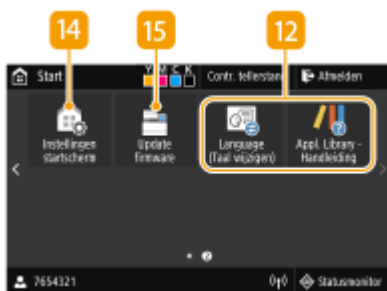 14
15
12
Start
Y M C K
Contr. tellerstand
Afmelden
Instellingen
startscherm
Update
firmware
Language
(Taal wijzigen)
Appl. Library -
Handleiding
7654321
Statusmonitor